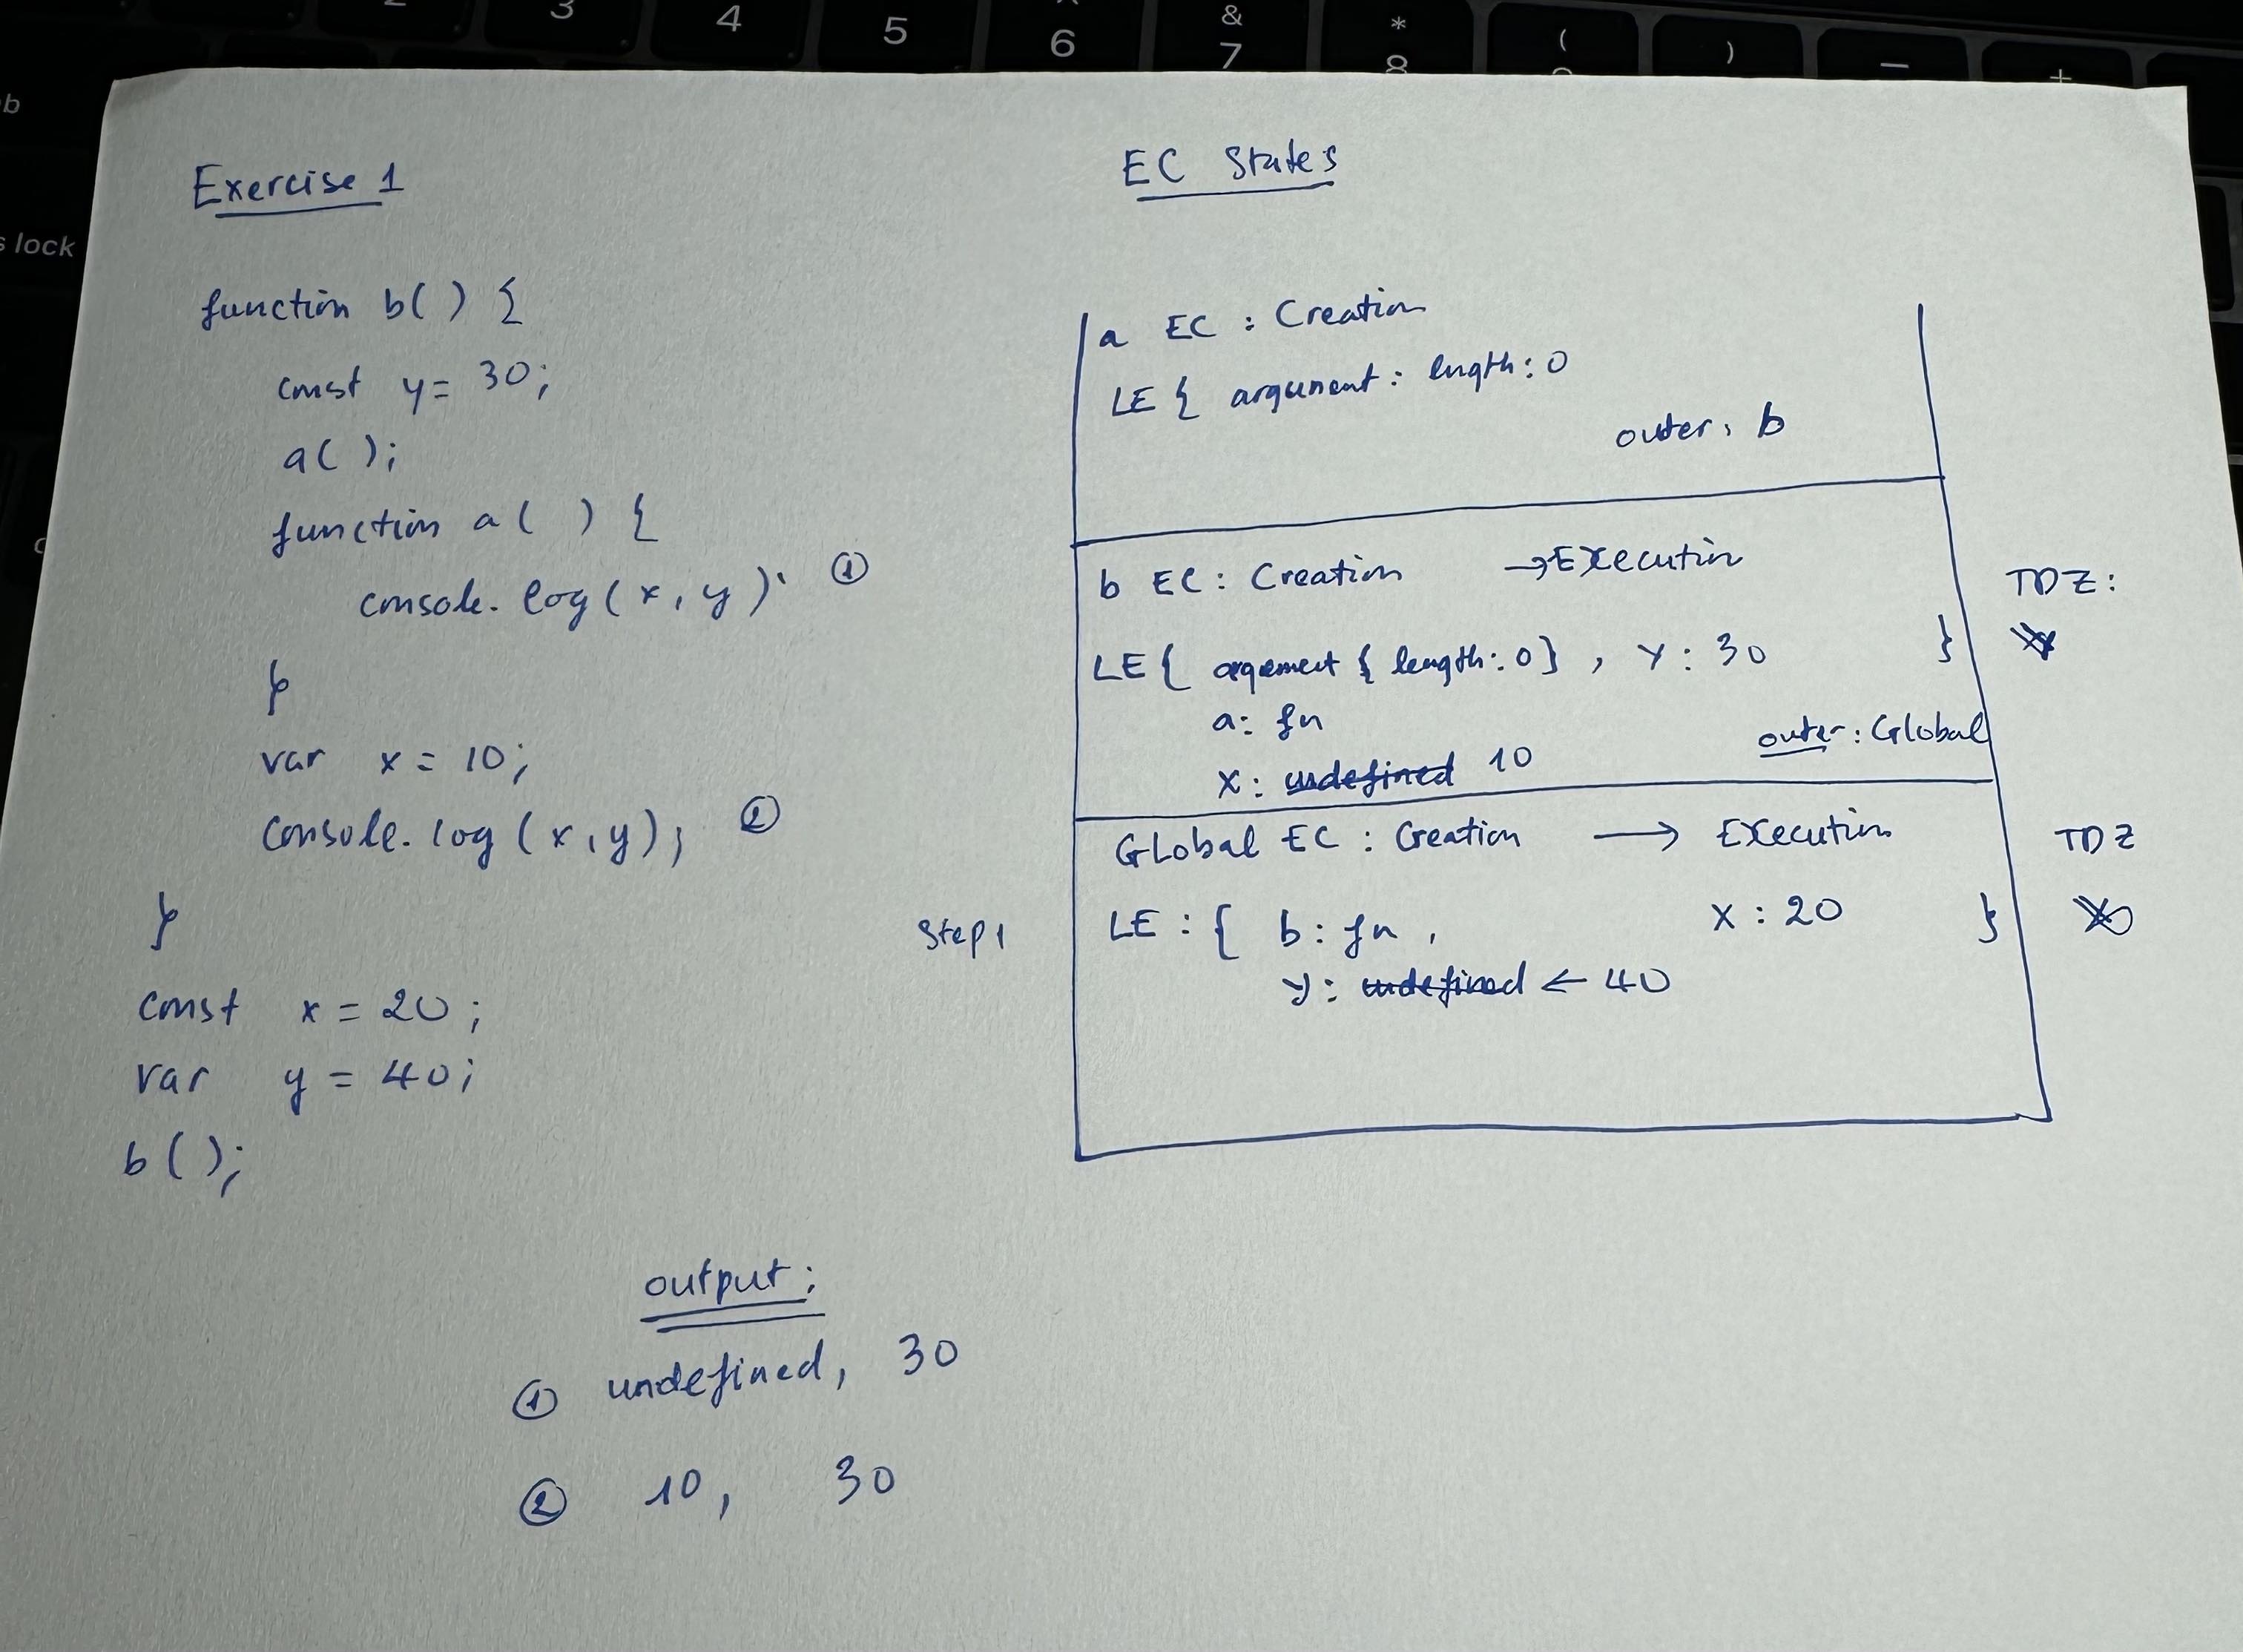 3 4 5 6 & 7 * 8 ( ) — +
b
s lock
Exercise 1
function b( ) {
const y = 30;
a( );
function a( ) {
console. log( x, y ) ①
}
var x = 10;
console. log ( x, y ); ②
}
const x = 20;
var y = 40;
b( );
EC States
a EC : Creation
LE { argument : length : 0
outer, b
b EC : Creation → Execution
TDZ :
LE { argument { length : 0 } , y : 30 }
a : fn
outer : Global
x : undefined 10
Global EC : Creation → Execution
TDZ
Step 1
LE : { b : fn , x : 20 }
y : undefined ← 40
output :
① undefined, 30
② 10, 30